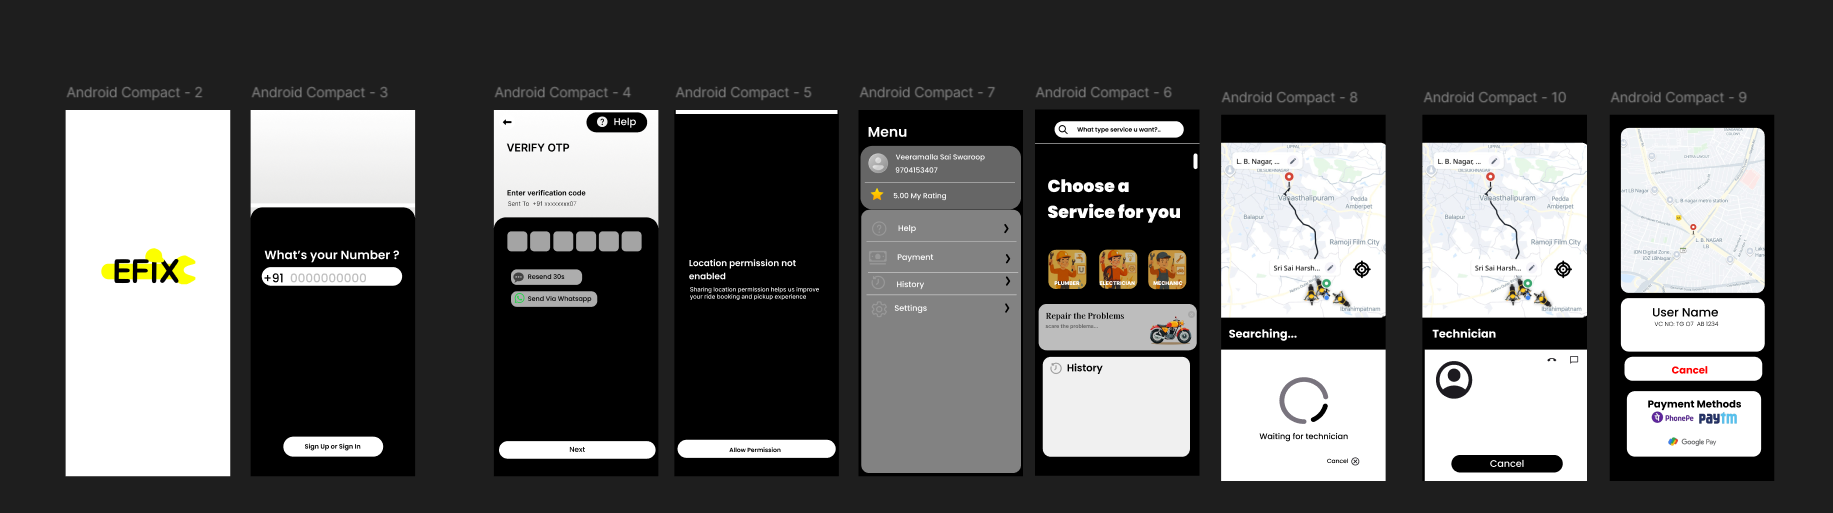 Android Compact - 2
EFIX
Android Compact - 3
What's your Number ?
+91 0000000000
Sign Up or Sign In
Android Compact - 4
Help
VERIFY OTP
Enter verification code
Sent To +91 xxxxxxxx07
Resend 30s
Send Via Whatsapp
Next
Android Compact - 5
Location permission not
enabled
Sharing location permission helps us improve
your ride booking and pickup experience
Allow Permission
Android Compact - 7
Menu
Veeramalla Sai Swaroop
9704153407
5.00 My Rating
Help
Payment
History
Settings
Android Compact - 6
What type service u want?..
Choose a
Service for you
PLUMBER
ELECTRICIAN
MECHANIC
Repair the Problems
scare the problems...
History
Android Compact - 8
UPPAL
L. B. Nagar, ...
Vanasthalipuram
Pedda
Amberpet
Balapur
Ramoji Film City
Sri Sai Harsh...
Ibrahimpatnam
Searching...
Waiting for technician
Cancel
Android Compact - 10
UPPAL
L. B. Nagar, ...
Vanasthalipuram
Pedda
Amberpet
Balapur
Ramoji Film City
Sri Sai Harsh...
Ibrahimpatnam
Technician
Cancel
Android Compact - 9
L.B nagar metro station
L. B. NAGAR
User Name
VC NO: TG 07 AB 1234
Cancel
Payment Methods
PhonePe
paytm
Google Pay